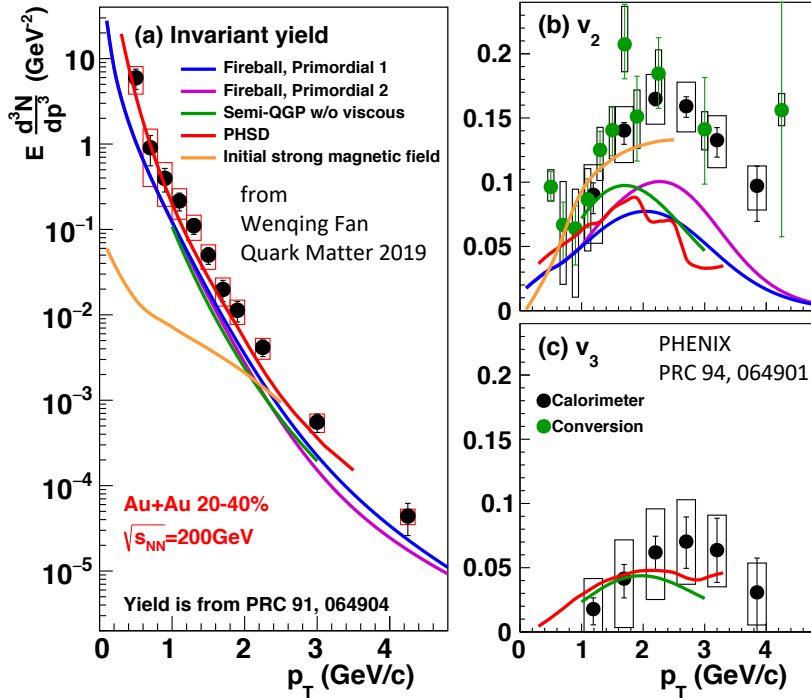 (a) Invariant yield
Fireball, Primordial 1
Fireball, Primordial 2
Semi-QGP w/o viscous
PHSD
Initial strong magnetic field
from
Wenqing Fan
Quark Matter 2019
Au+Au 20-40%
√sNN=200GeV
Yield is from PRC 91, 064904
E d³N/dp³ (GeV⁻²)
10
1
10⁻¹
10⁻²
10⁻³
10⁻⁴
10⁻⁵
0 1 2 3 4
pT (GeV/c)
(b) v₂
0.2
0.15
0.1
0.05
0
(c) v₃
PHENIX
PRC 94, 064901
Calorimeter
Conversion
0.2
0.15
0.1
0.05
0
0 1 2 3 4
pT (GeV/c)